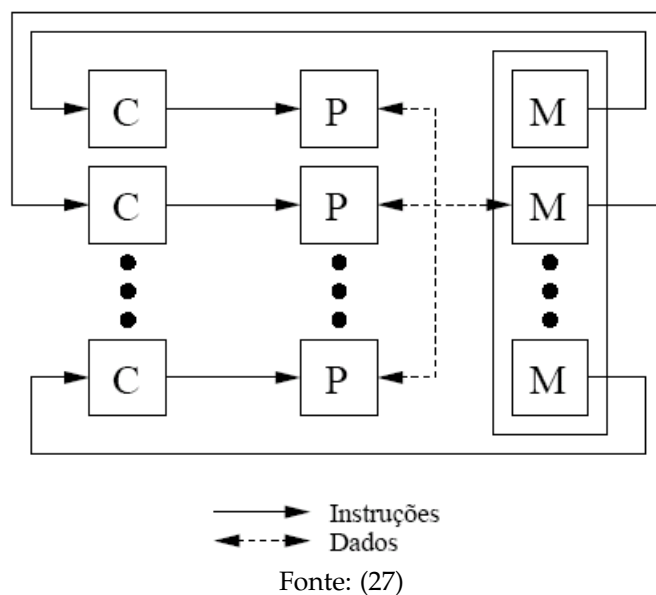 C P M
C P M
C P M
Instruções
Dados
Fonte: (27)